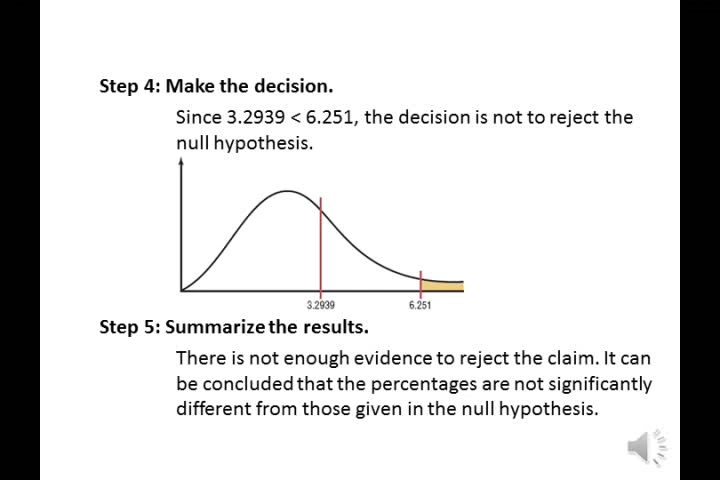 Step 4: Make the decision.
Since 3.2939 < 6.251, the decision is not to reject the
null hypothesis.
3.2939 6.251
Step 5: Summarize the results.
There is not enough evidence to reject the claim. It can
be concluded that the percentages are not significantly
different from those given in the null hypothesis.